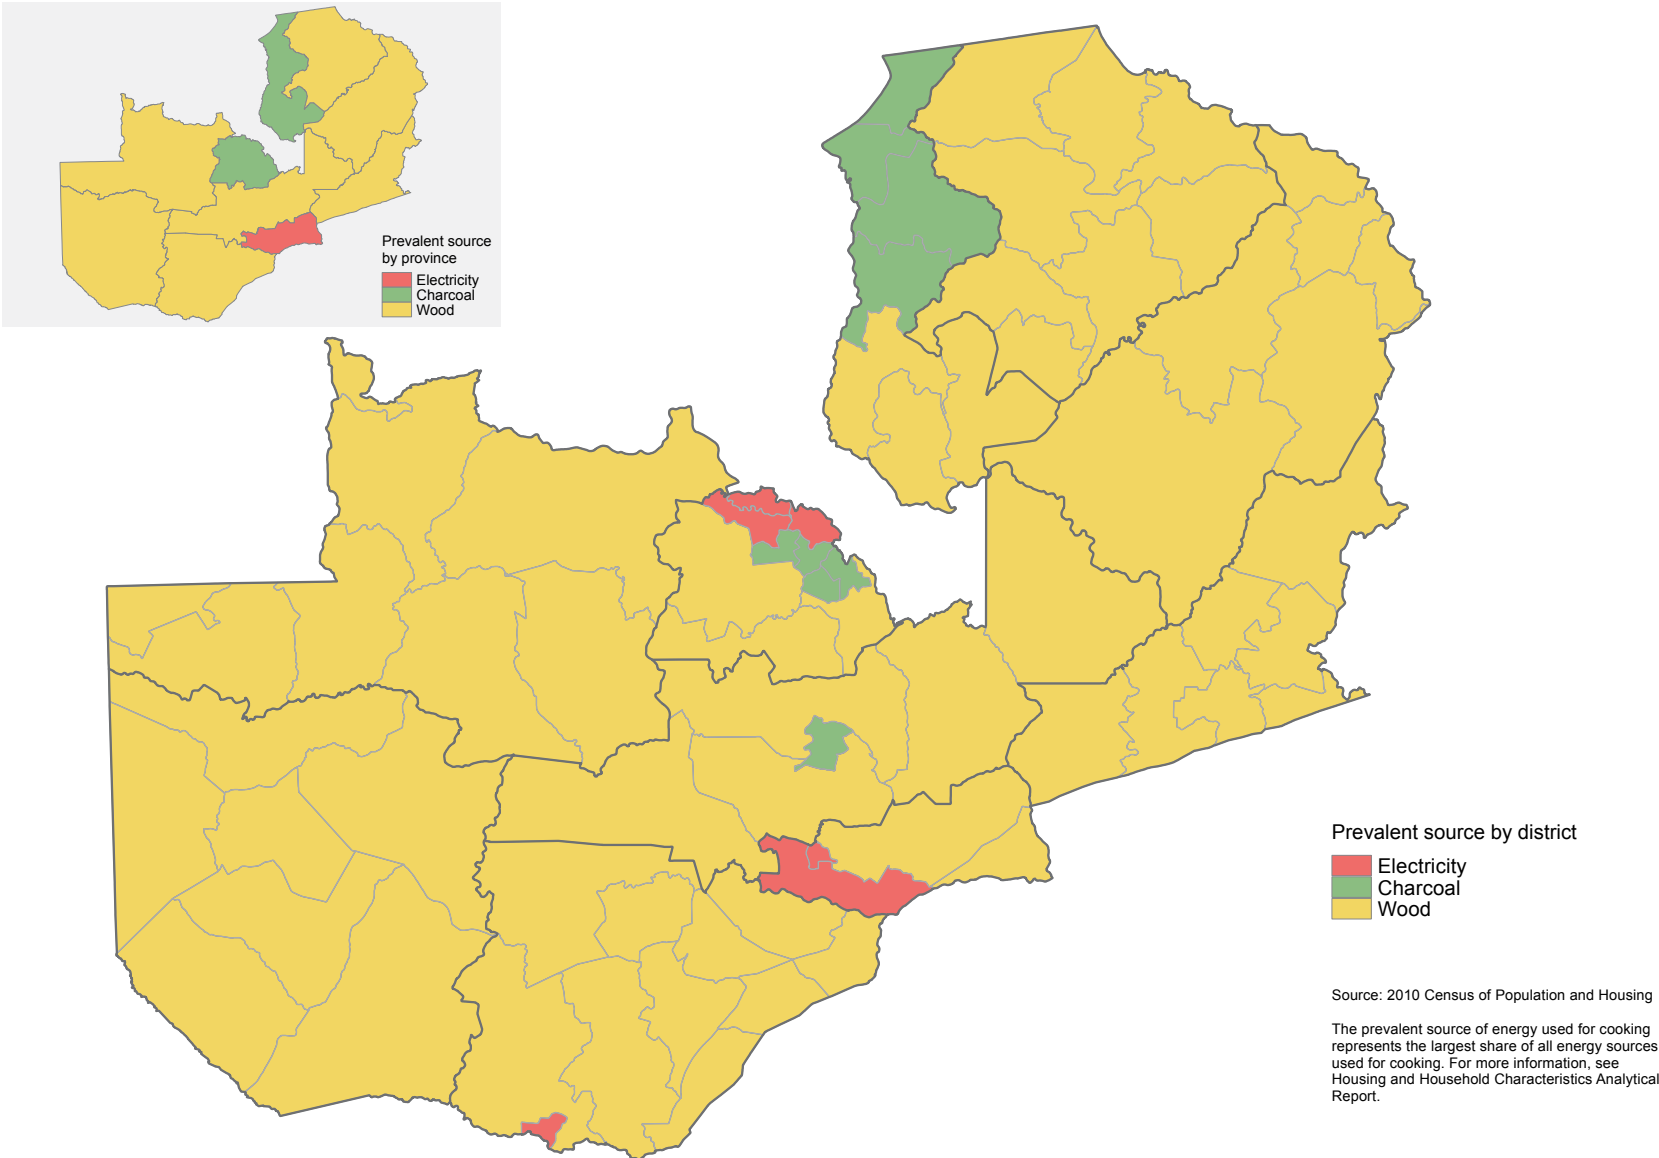 Prevalent source
by province
Electricity
Charcoal
Wood
Prevalent source by district
Electricity
Charcoal
Wood
Source: 2010 Census of Population and Housing
The prevalent source of energy used for cooking
represents the largest share of all energy sources
used for cooking. For more information, see
Housing and Household Characteristics Analytical
Report.